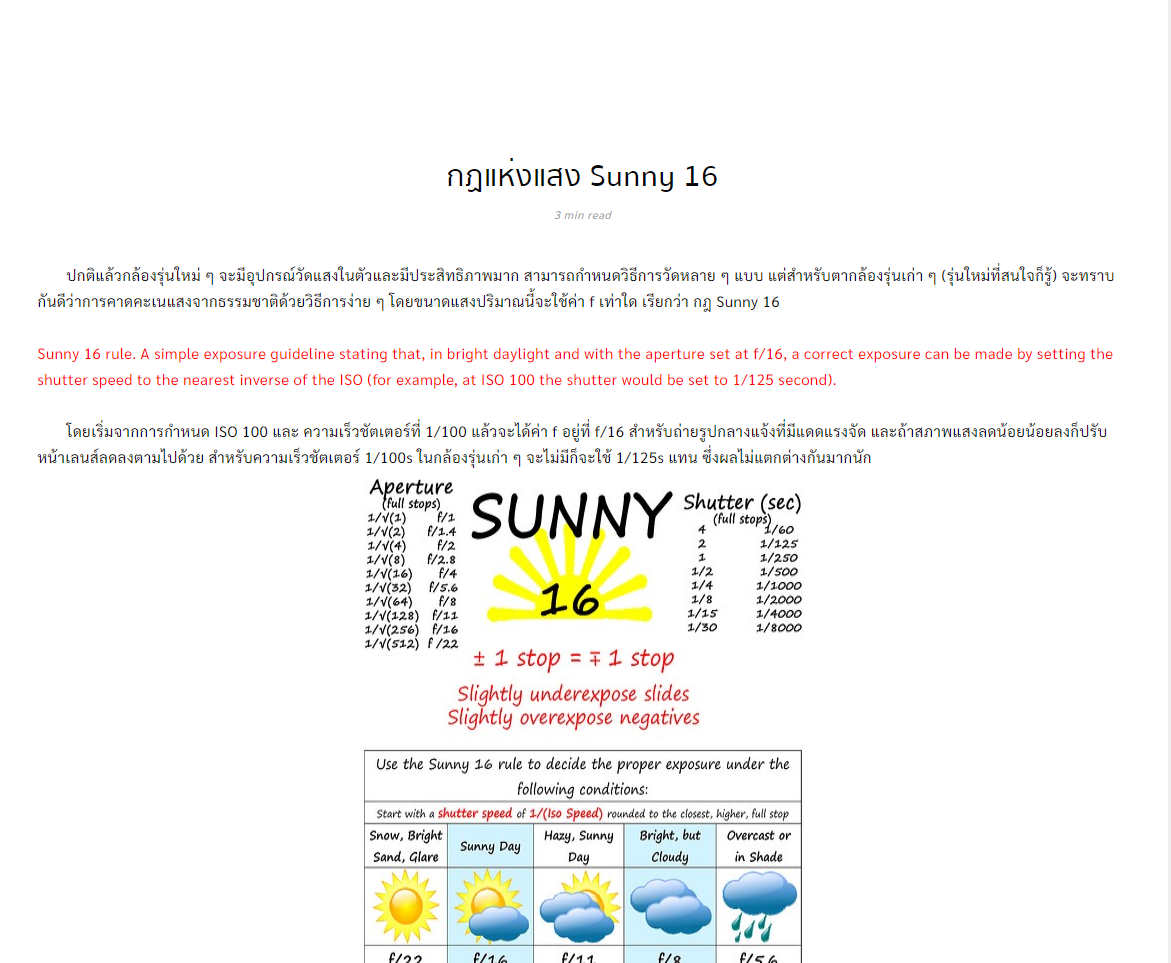 กฎแห่งแสง Sunny 16
3 min read
ปกติแล้วกล้องรุ่นใหม่ ๆ จะมีอุปกรณ์วัดแสงในตัวและมีประสิทธิภาพมาก สามารถกำหนดวิธีการวัดหลาย ๆ แบบ แต่สำหรับตากล้องรุ่นเก่า ๆ (รุ่นใหม่ที่สนใจก็รู้) จะทราบ
กันดีว่าการคาดคะเนแสงจากธรรมชาติด้วยวิธีการง่าย ๆ โดยขนาดแสงปริมาณนี้จะใช้ค่า f เท่าใด เรียกว่า กฎ Sunny 16
Sunny 16 rule. A simple exposure guideline stating that, in bright daylight and with the aperture set at f/16, a correct exposure can be made by setting the
shutter speed to the nearest inverse of the ISO (for example, at ISO 100 the shutter would be set to 1/125 second).
โดยเริ่มจากการกำหนด ISO 100 และ ความเร็วชัตเตอร์ที่ 1/100 แล้วจะได้ค่า f อยู่ที่ f/16 สำหรับถ่ายรูปกลางแจ้งที่มีแดดแรงจัด และถ้าสภาพแสงลดน้อยน้อยลงก็ปรับ
หน้าเลนส์ลดลงตามไปด้วย สำหรับความเร็วชัตเตอร์ 1/100s ในกล้องรุ่นเก่า ๆ จะไม่มีก็จะใช้ 1/125s แทน ซึ่งผลไม่แตกต่างกันมากนัก
Aperture
(full stops)
1/√(1) f/1
1/√(2) f/1.4
1/√(4) f/2
1/√(8) f/2.8
1/√(16) f/4
1/√(32) f/5.6
1/√(64) f/8
1/√(128) f/11
1/√(256) f/16
1/√(512) f /22
SUNNY
16
Shutter (sec)
(full stops)
4 1/60
2 1/125
1 1/250
1/2 1/500
1/4 1/1000
1/8 1/2000
1/15 1/4000
1/30 1/8000
± 1 stop = ∓ 1 stop
Slightly underexpose slides
Slightly overexpose negatives
Use the Sunny 16 rule to decide the proper exposure under the
following conditions:
Start with a shutter speed of 1/(Iso Speed) rounded to the closest, higher, full stop
Snow, Bright
Sand, Glare
Sunny Day
Hazy, Sunny
Day
Bright, but
Cloudy
Overcast or
in Shade
f/22 f/16 f/11 f/8 f/5.6